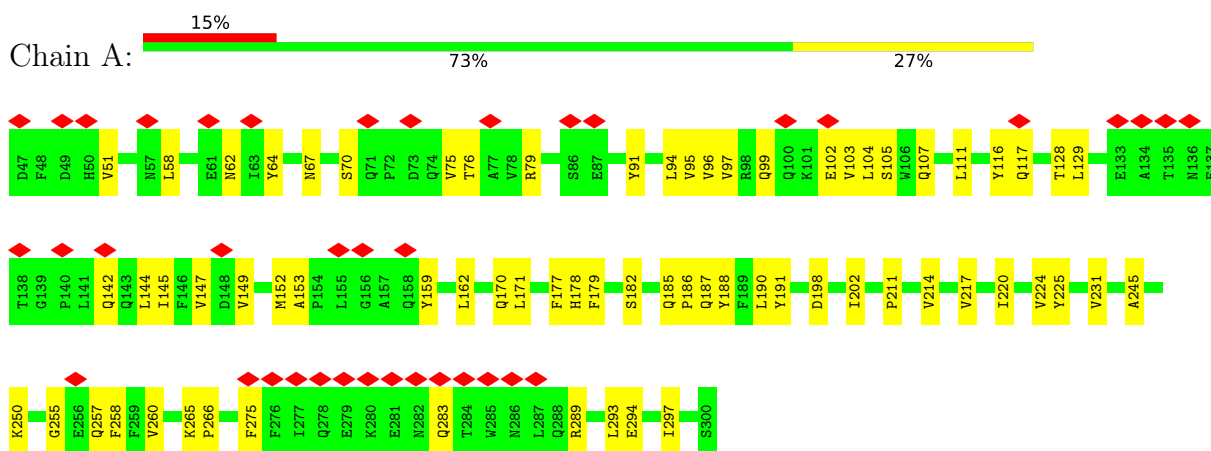 15%
Chain A:
73% 27%
D47 F48 D49 H50 V51 N57 L58 E61 N62 I63 Y64 N67 S70 Q71 P72 D73 Q74 V75 T76 A77 V78 R79 S86 E87 Y91 L94 V95 V96 V97 R98 Q99 Q100 K101 E102 V103 L104 S105 W106 Q107 L111 Y116 Q117 T128 L129 E133 A134 T135 N136
T138 G139 P140 L141 Q142 Q143 L144 I145 F146 V147 D148 V149 M152 A153 P154 L155 G156 A157 Q158 Y159 L162 Q170 L171 F177 H178 F179 S182 Q185 P186 Q187 Y188 F189 L190 Y191 D198 I202 P211 V214 V217 I220 V224 Y225 V231 A245
K250 G255 E256 Q257 F258 F259 V260 K265 P266 F275 F276 I277 Q278 E279 K280 E281 N282 Q283 T284 W285 N286 L287 Q288 R289 L293 E294 I297 S300